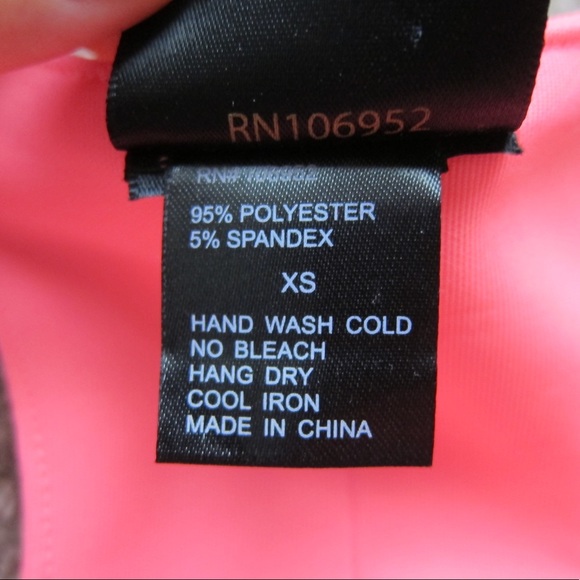 RN106952
95% POLYESTER
5% SPANDEX
XS
HAND WASH COLD
NO BLEACH
HANG DRY
COOL IRON
MADE IN CHINA